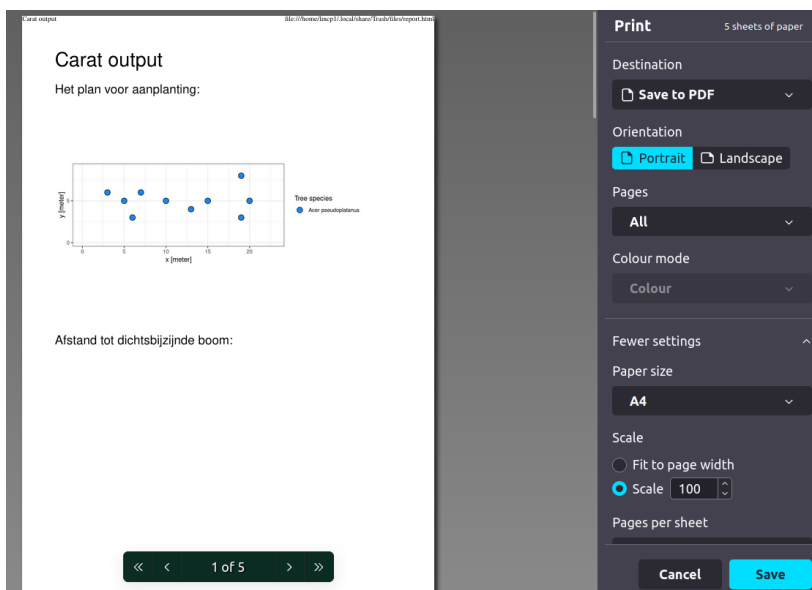 Carat output
file:///home/lmcp1/.local/share/Trash/files/report.html
Carat output
Het plan voor aanplanting:
y [meter]
5
0
0 5 10 15 20
x [meter]
Tree species
Acer pseudoplatanus
Afstand tot dichtsbijzijnde boom:
1 of 5
Print
5 sheets of paper
Destination
Save to PDF
Orientation
Portrait
Landscape
Pages
All
Colour mode
Colour
Fewer settings
Paper size
A4
Scale
Fit to page width
Scale 100
Pages per sheet
Cancel
Save